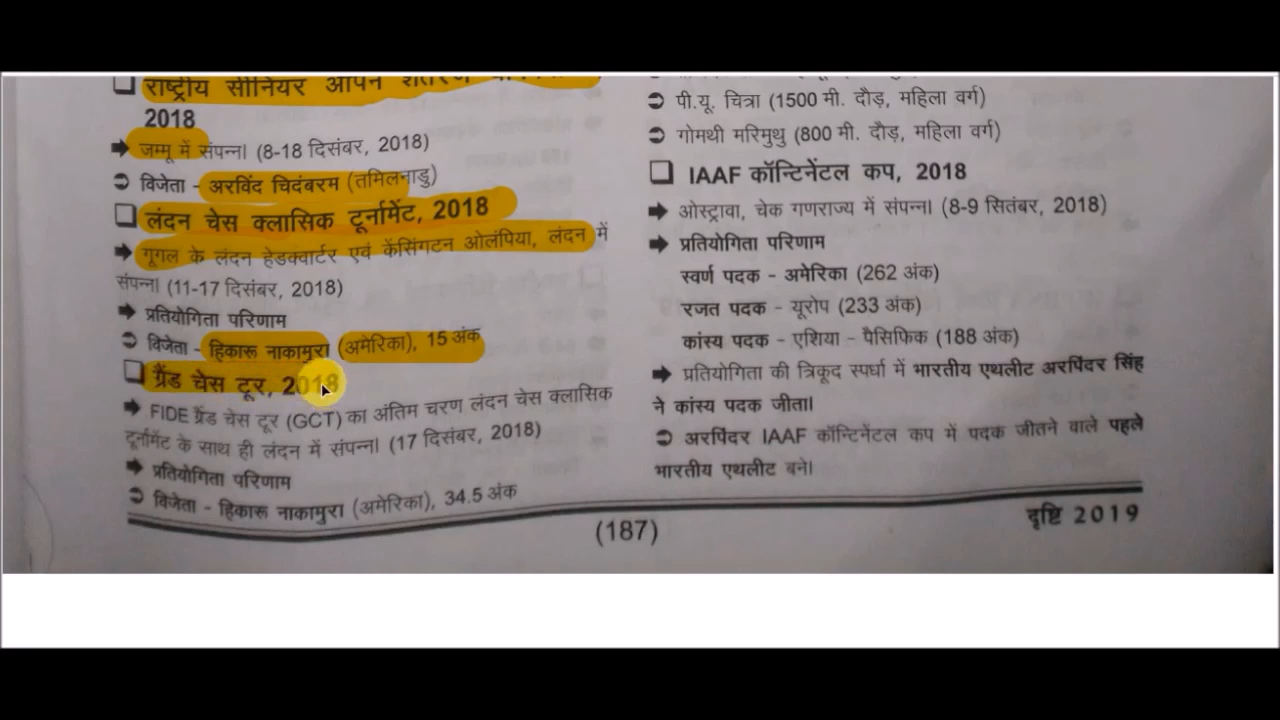 ❑ राष्ट्रीय सीनियर ओपन
2018
➡ जम्मू में संपन्न। (8-18 दिसंबर, 2018)
➲ विजेता - अरविंद चिदंबरम (तमिलनाडु)
❑ लंदन चेस क्लासिक टूर्नामेंट, 2018
➡ गूगल के लंदन हेडक्वार्टर एवं केंसिंगटन ओलंपिया, लंदन में
संपन्न। (11-17 दिसंबर, 2018)
➡ प्रतियोगिता परिणाम
➲ विजेता - हिकारू नाकामुरा (अमेरिका), 15 अंक
❑ ग्रैंड चेस टूर, 2018
➡ FIDE ग्रैंड चेस टूर (GCT) का अंतिम चरण लंदन चेस क्लासिक
टूर्नामेंट के साथ ही लंदन में संपन्न। (17 दिसंबर, 2018)
➡ प्रतियोगिता परिणाम
➲ विजेता - हिकारू नाकामुरा (अमेरिका), 34.5 अंक
➲ पी.यू. चित्रा (1500 मी. दौड़, महिला वर्ग)
➲ गोमथी मरिमुथु (800 मी. दौड़, महिला वर्ग)
❑ IAAF कॉन्टिनेंटल कप, 2018
➡ ओस्ट्रावा, चेक गणराज्य में संपन्न। (8-9 सितंबर, 2018)
➡ प्रतियोगिता परिणाम
स्वर्ण पदक - अमेरिका (262 अंक)
रजत पदक - यूरोप (233 अंक)
कांस्य पदक - एशिया - पैसिफिक (188 अंक)
➡ प्रतियोगिता की त्रिकूद स्पर्धा में भारतीय एथलीट अरपिंदर सिंह
ने कांस्य पदक जीता।
➲ अरपिंदर IAAF कॉन्टिनेंटल कप में पदक जीतने वाले पहले
भारतीय एथलीट बने।
(187)
दृष्टि 2019